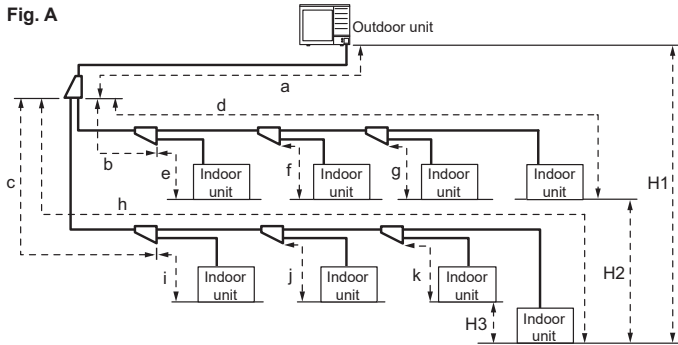 Fig. A
Outdoor unit
a
d
b
e
f
g
c
H1
Indoor
unit
Indoor
unit
Indoor
unit
Indoor
unit
h
H2
i
j
k
Indoor
unit
Indoor
unit
Indoor
unit
H3
Indoor
unit